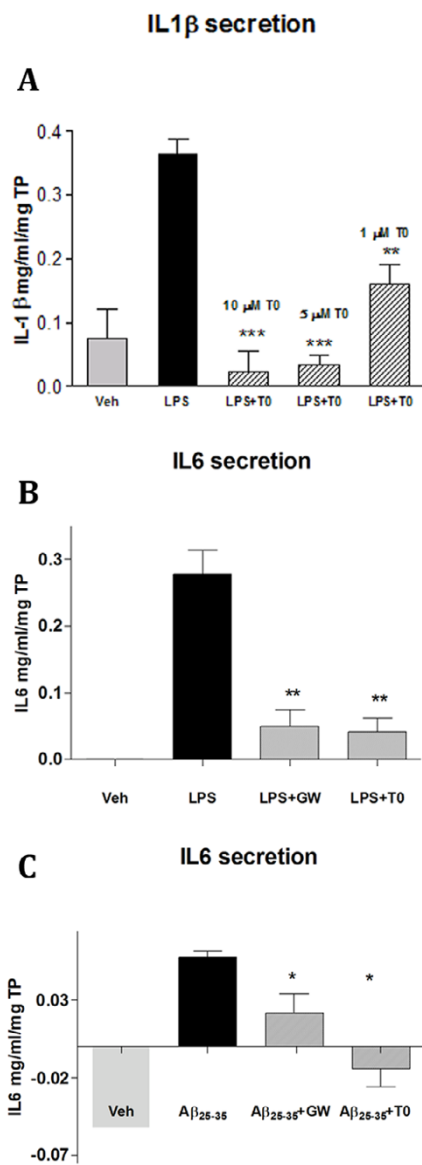 IL1β secretion
A
IL-1 β mg/ml/mg TP
0.4
0.3
0.2
0.1
0.0
10 μM T0
***
5 μM T0
***
1 μM T0
**
Veh LPS LPS+T0 LPS+T0 LPS+T0
IL6 secretion
B
IL6 mg/ml/mg TP
0.3
0.2
0.1
0.0
** **
Veh LPS LPS+GW LPS+T0
IL6 secretion
C
IL6 mg/ml/mg TP
0.03
-0.02
-0.07
* *
Veh Aβ25-35 Aβ25-35+GW Aβ25-35+T0